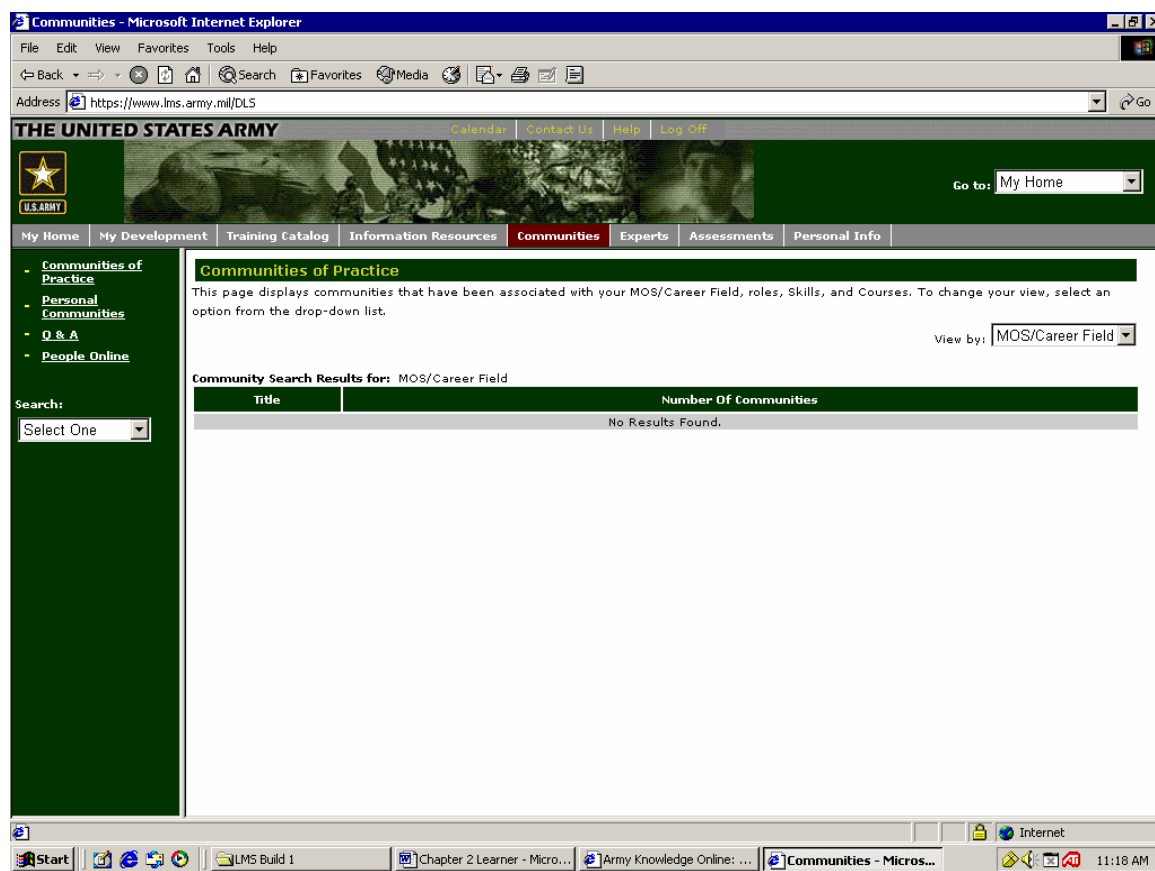 Communities - Microsoft Internet Explorer
File Edit View Favorites Tools Help
Back Search Favorites Media
Address https://www.lms.army.mil/DLS Go
THE UNITED STATES ARMY Calendar Contact Us Help Log Off
U.S.ARMY Go to: My Home
My Home My Development Training Catalog Information Resources Communities Experts Assessments Personal Info
Communities of Practice
Personal Communities
Q & A
People Online
Search:
Select One
Communities of Practice
This page displays communities that have been associated with your MOS/Career Field, roles, Skills, and Courses. To change your view, select an
option from the drop-down list.
View by: MOS/Career Field
Community Search Results for: MOS/Career Field
Title Number Of Communities
No Results Found.
Internet
Start LMS Build 1 Chapter 2 Learner - Micro... Army Knowledge Online: ... Communities - Micros... 11:18 AM